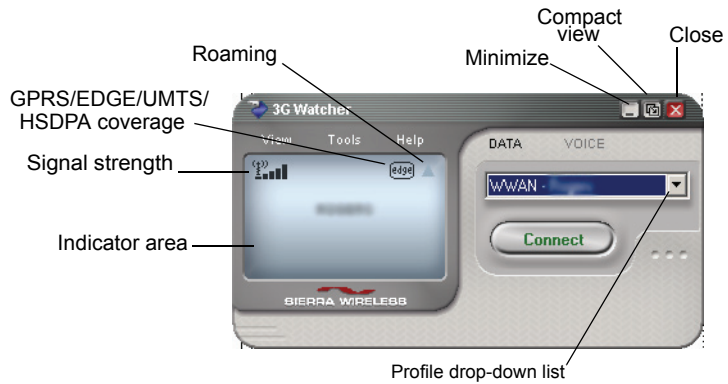 Compact
view
Close
Roaming
Minimize
GPRS/EDGE/UMTS/
HSDPA coverage
3G Watcher
View Tools Help
DATA VOICE
Signal strength
edge
WWAN -
Indicator area
Connect
SIERRA WIRELESS
Profile drop-down list